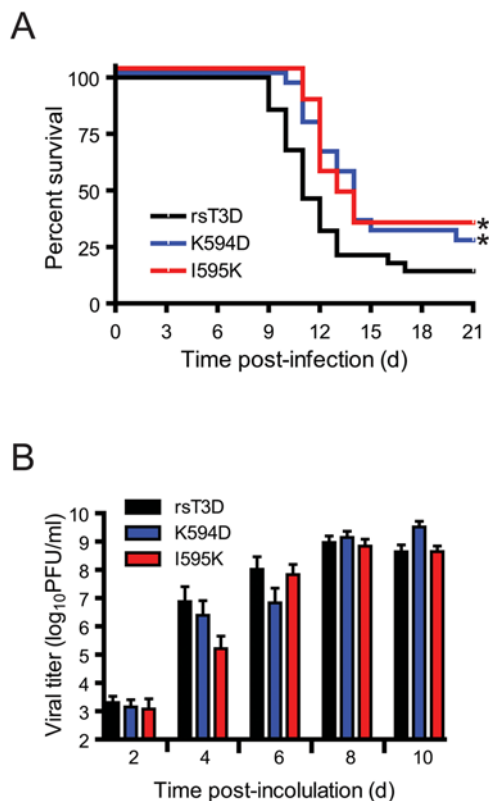 A
Percent survival
100
75
50
25
0
rsT3D
K594D
I595K
*
*
0 3 6 9 12 15 18 21
Time post-infection (d)
B
Viral titer (log10PFU/ml)
10
9
8
7
6
5
4
3
2
rsT3D
K594D
I595K
2 4 6 8 10
Time post-incolulation (d)